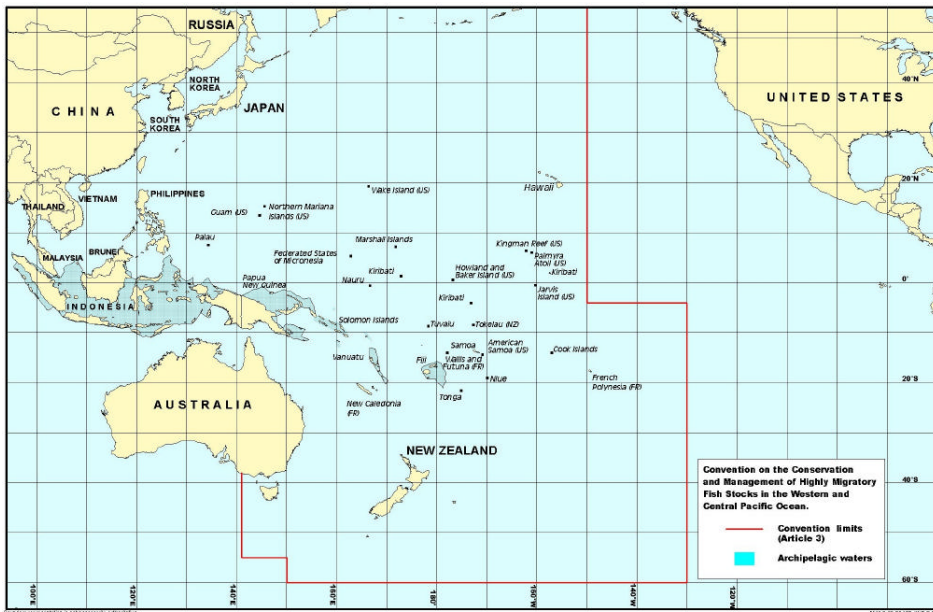 RUSSIA
NORTH
KOREA
CHINA
JAPAN
SOUTH
KOREA
UNITED STATES
40°N
20°N
0°
20°S
40°S
60°S
Hawaii
Wake Island (US)
PHILIPPINES
VIETNAM
THAILAND
Northern Mariana
Islands (US)
Guam (US)
Palau
Marshall Islands
Kingman Reef (US)
Palmyra
Atoll (US)
BRUNEI
MALAYSIA
Federated States
of Micronesia
Howland and
Baker Island (US)
Kiribati
Kiribati
Papua
New Guinea
Nauru
Jarvis
Island (US)
INDONESIA
Kiribati
Solomon Islands
Tuvalu
Tokelau (NZ)
Samoa
American
Samoa (US)
Cook Islands
Vanuatu
Fiji
Wallis and
Futuna (FR)
Niue
French
Polynesia (FR)
Tonga
New Caledonia
(FR)
AUSTRALIA
NEW ZEALAND
Convention on the Conservation
and Management of Highly Migratory
Fish Stocks in the Western and
Central Pacific Ocean.
Convention limits
(Article 3)
Archipelagic waters
100°E
120°E
140°E
160°E
180°
160°W
140°W
120°W